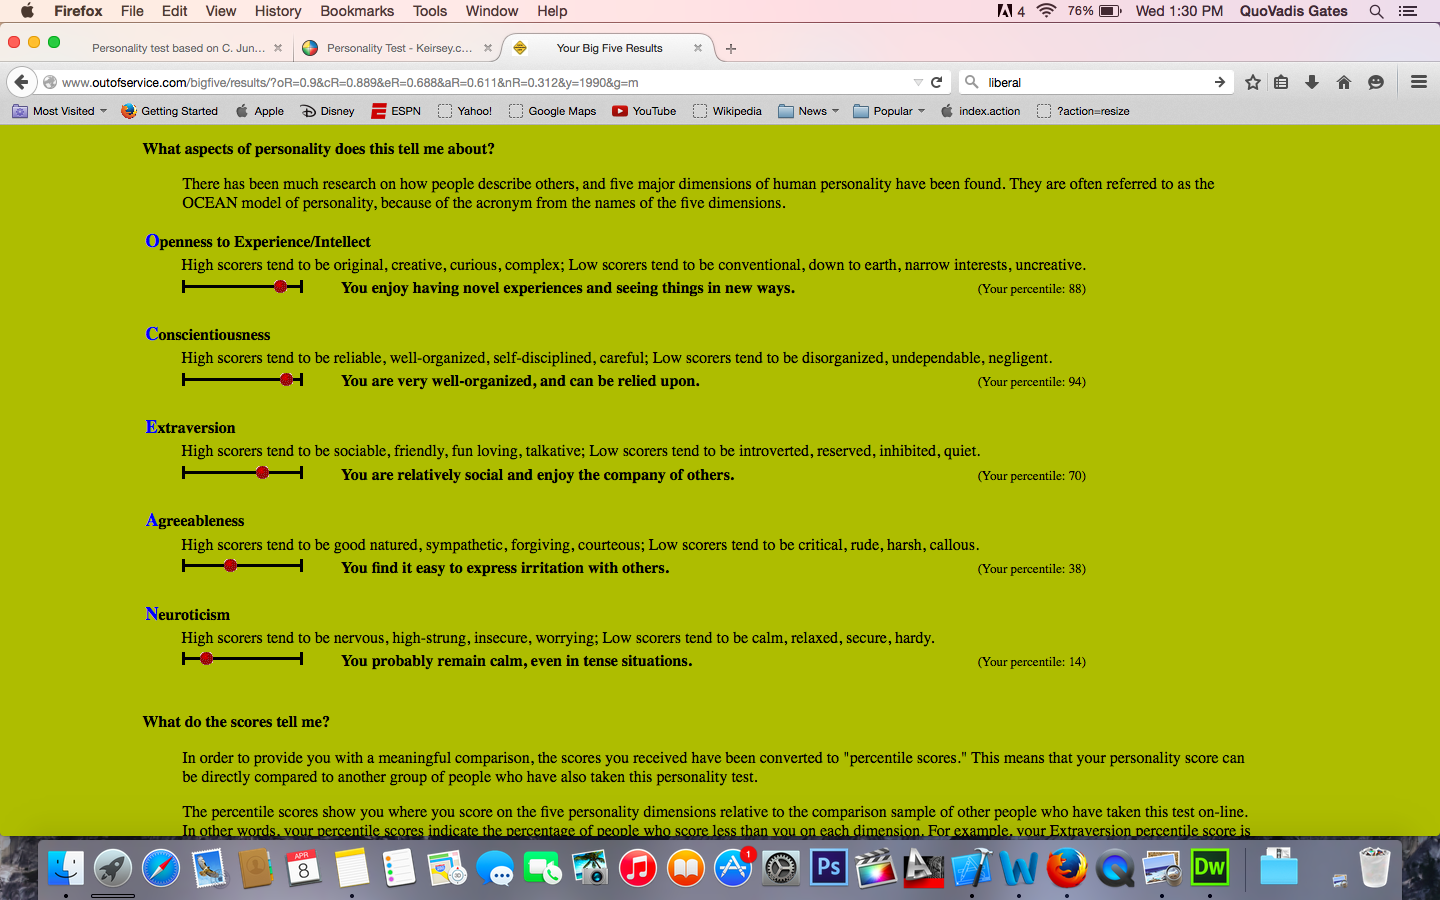 Firefox File Edit View History Bookmarks Tools Window Help 4 76% Wed 1:30 PM QuoVadis Gates
Personality test based on C. Jun... Personality Test - Keirsey.c... Your Big Five Results
www.outofservice.com/bigfive/results/?oR=0.9&cR=0.889&eR=0.688&aR=0.611&nR=0.312&y=1990&g=m liberal
Most Visited Getting Started Apple Disney ESPN Yahoo! Google Maps YouTube Wikipedia News Popular index.action ?action=resize
What aspects of personality does this tell me about?
There has been much research on how people describe others, and five major dimensions of human personality have been found. They are often referred to as the
OCEAN model of personality, because of the acronym from the names of the five dimensions.
Openness to Experience/Intellect
High scorers tend to be original, creative, curious, complex; Low scorers tend to be conventional, down to earth, narrow interests, uncreative.
You enjoy having novel experiences and seeing things in new ways. (Your percentile: 88)
Conscientiousness
High scorers tend to be reliable, well-organized, self-disciplined, careful; Low scorers tend to be disorganized, undependable, negligent.
You are very well-organized, and can be relied upon. (Your percentile: 94)
Extraversion
High scorers tend to be sociable, friendly, fun loving, talkative; Low scorers tend to be introverted, reserved, inhibited, quiet.
You are relatively social and enjoy the company of others. (Your percentile: 70)
Agreeableness
High scorers tend to be good natured, sympathetic, forgiving, courteous; Low scorers tend to be critical, rude, harsh, callous.
You find it easy to express irritation with others. (Your percentile: 38)
Neuroticism
High scorers tend to be nervous, high-strung, insecure, worrying; Low scorers tend to be calm, relaxed, secure, hardy.
You probably remain calm, even in tense situations. (Your percentile: 14)
What do the scores tell me?
In order to provide you with a meaningful comparison, the scores you received have been converted to "percentile scores." This means that your personality score can
be directly compared to another group of people who have also taken this personality test.
The percentile scores show you where you score on the five personality dimensions relative to the comparison sample of other people who have taken this test on-line.
In other words, your percentile scores indicate the percentage of people who score less than you on each dimension. For example, your Extraversion percentile score is
APR
8
1
Ps
Dw